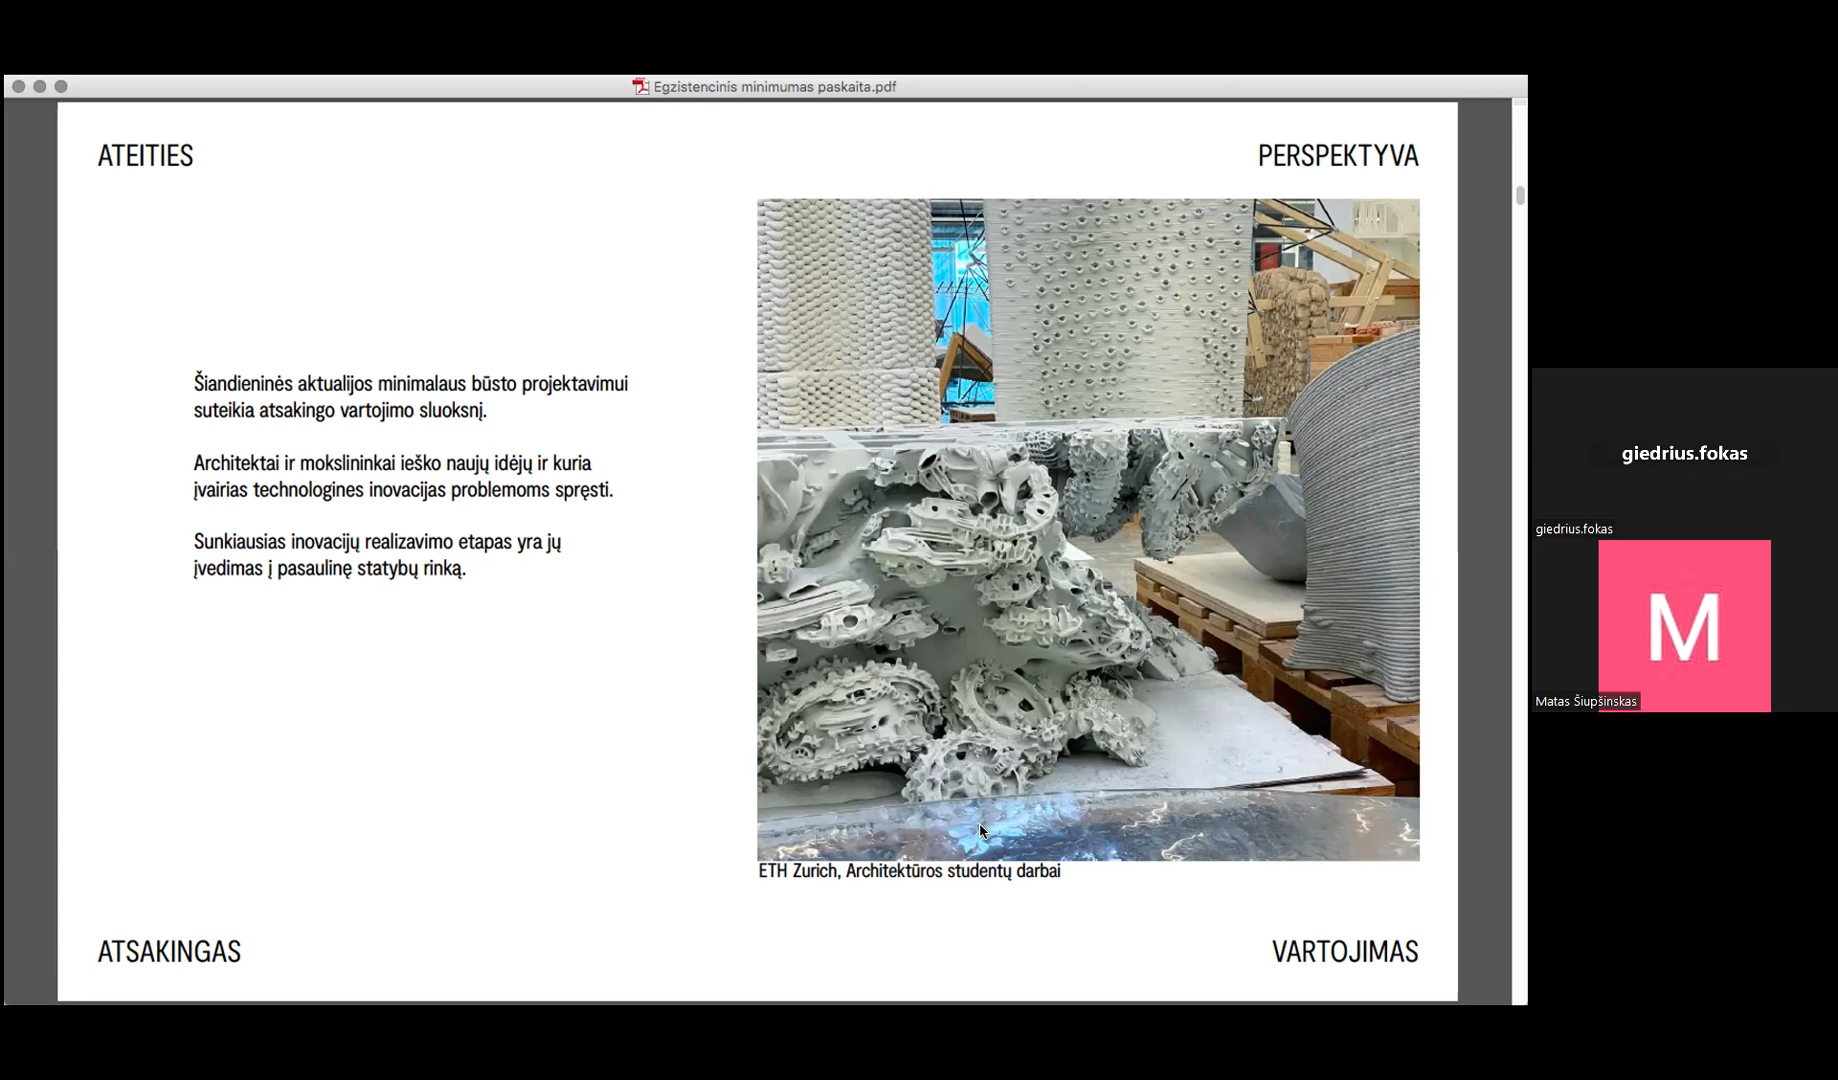 Egzistencinis minimumas paskaita.pdf
ATEITIES
PERSPEKTYVA
Šiandieninės aktualijos minimalaus būsto projektavimui
suteikia atsakingo vartojimo sluoksnį.
Architektai ir mokslininkai ieško naujų idėjų ir kuria
įvairias technologines inovacijas problemoms spręsti.
Sunkiausias inovacijų realizavimo etapas yra jų
įvedimas į pasaulinę statybų rinką.
ETH Zurich, Architektūros studentų darbai
ATSAKINGAS
VARTOJIMAS
giedrius.fokas
giedrius.fokas
M
Matas Šiupšinskas